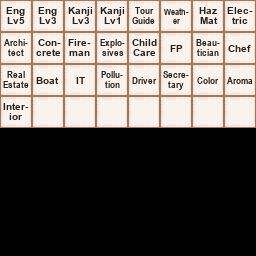 Eng Lv5 Eng Lv3 Kanji Lv3 Kanji Lv1 Tour Guide Weath-er Haz Mat Elec-tric
Archi-tect Con-crete Fire-man Explo-sives Child Care FP Beau-tician Chef
Real Estate Boat IT Pollu-tion Driver Secre-tary Color Aroma
Inter-ior